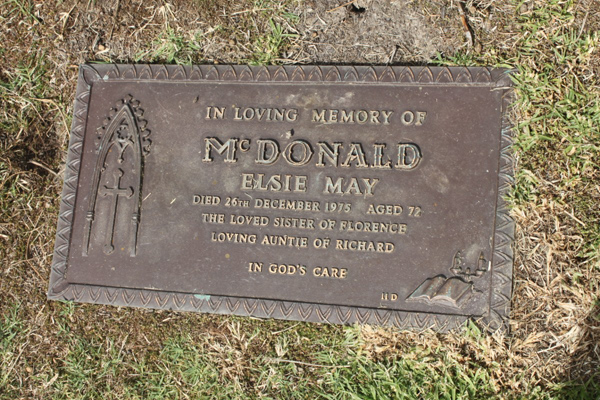 IN LOVING MEMORY OF
McDONALD
ELSIE MAY
DIED 26TH DECEMBER 1975 AGED 72
THE LOVED SISTER OF FLORENCE
LOVING AUNTIE OF RICHARD
IN GOD'S CARE